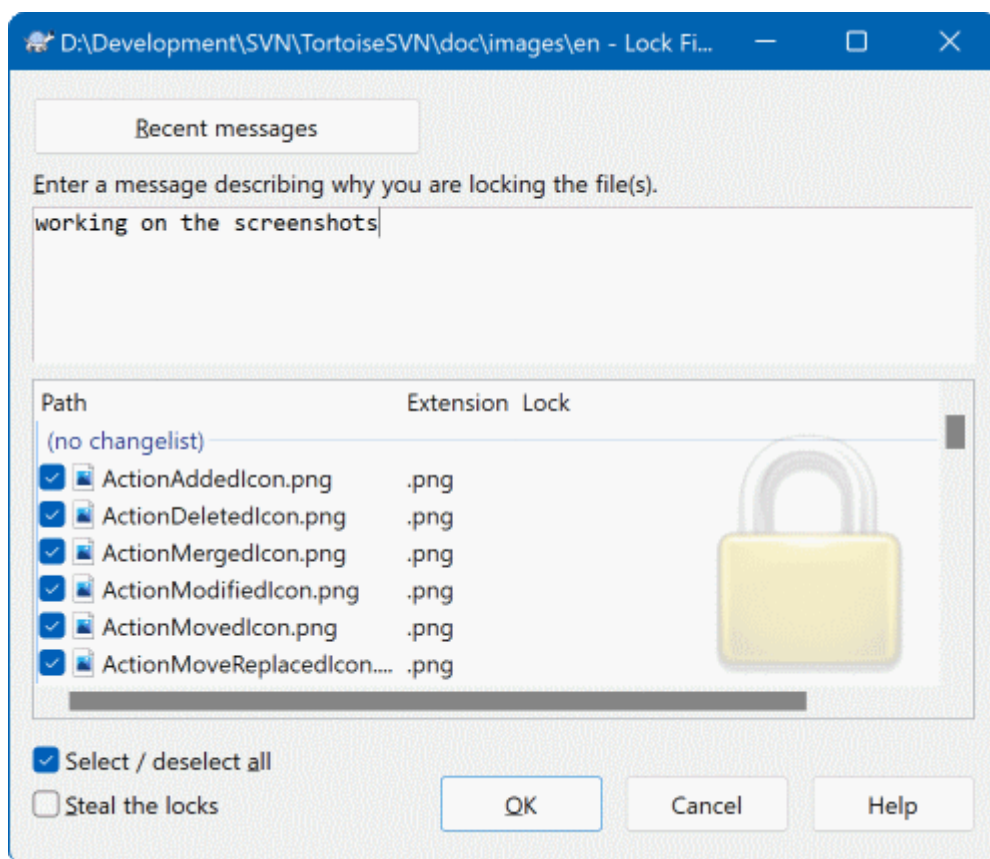 D:\Development\SVN\TortoiseSVN\doc\images\en - Lock Fi...
Recent messages
Enter a message describing why you are locking the file(s).
working on the screenshots
Path Extension Lock
(no changelist)
ActionAddedIcon.png .png
ActionDeletedIcon.png .png
ActionMergedIcon.png .png
ActionModifiedIcon.png .png
ActionMovedIcon.png .png
ActionMoveReplacedIcon.... .png
Select / deselect all
Steal the locks
OK Cancel Help